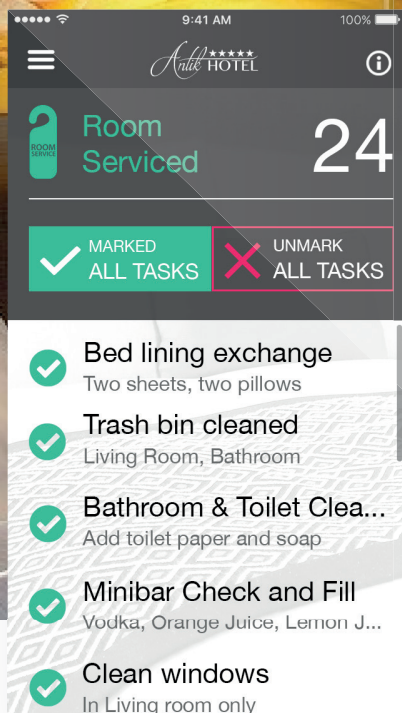 9:41 AM
100%
Antik HOTEL
ROOM
SERVICE
Room
Serviced
24
MARKED
ALL TASKS
UNMARK
ALL TASKS
Bed lining exchange
Two sheets, two pillows
Trash bin cleaned
Living Room, Bathroom
Bathroom & Toilet Clea...
Add toilet paper and soap
Minibar Check and Fill
Vodka, Orange Juice, Lemon J...
Clean windows
In Living room only